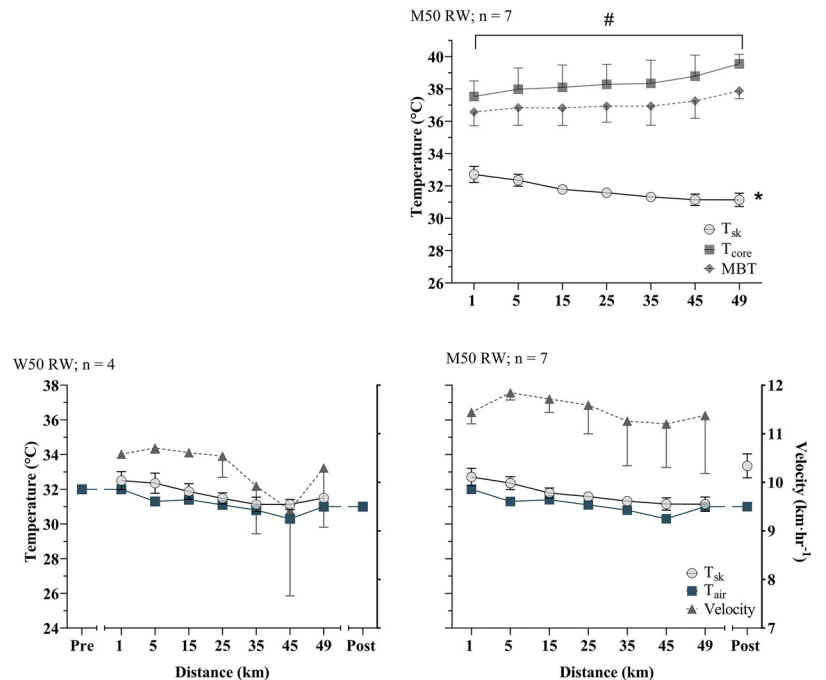 M50 RW; n = 7
#
40
38
36
34
32
30
28
26
Temperature (°C)
*
T_sk
T_core
MBT
1 5 15 25 35 45 49
W50 RW; n = 4
38
36
34
32
30
28
26
24
Temperature (°C)
Pre 1 5 15 25 35 45 49 Post
Distance (km)
M50 RW; n = 7
12
11
10
9
8
7
Velocity (km·hr⁻¹)
T_sk
T_air
Velocity
1 5 15 25 35 45 49 Post
Distance (km)